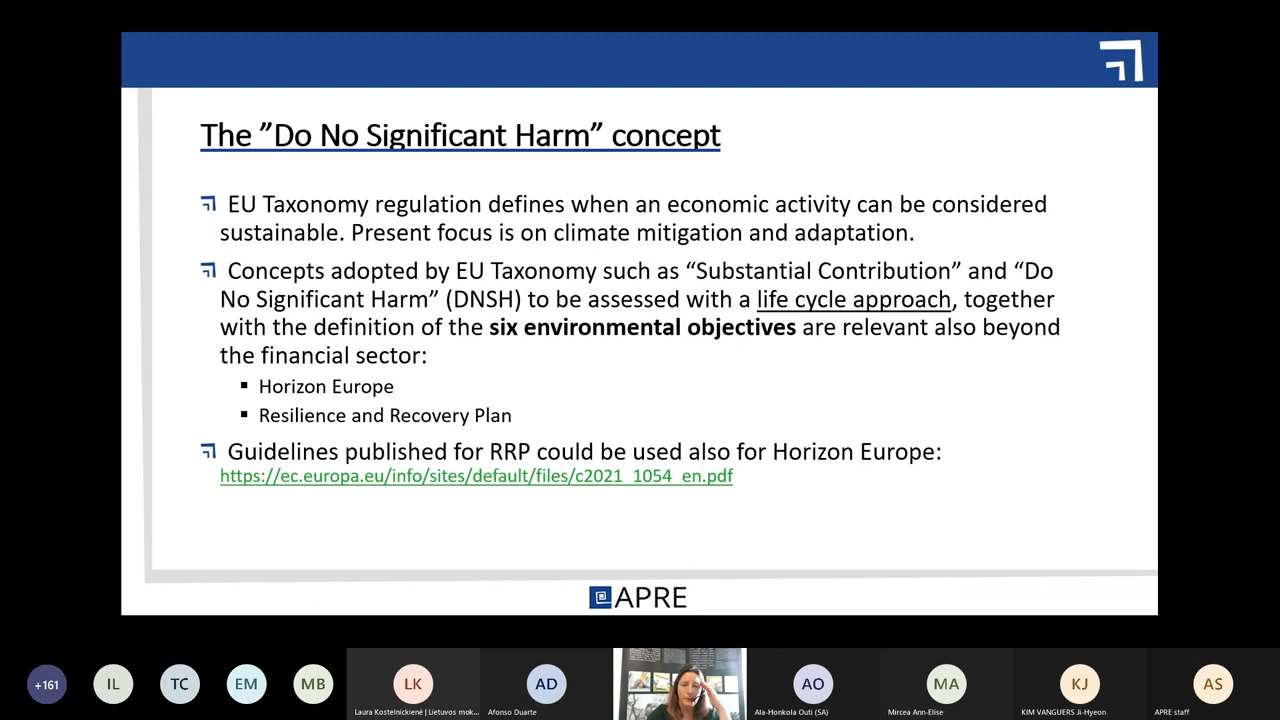 The ”Do No Significant Harm” concept
EU Taxonomy regulation defines when an economic activity can be considered
sustainable. Present focus is on climate mitigation and adaptation.
Concepts adopted by EU Taxonomy such as “Substantial Contribution” and “Do
No Significant Harm” (DNSH) to be assessed with a life cycle approach, together
with the definition of the six environmental objectives are relevant also beyond
the financial sector:
Horizon Europe
Resilience and Recovery Plan
Guidelines published for RRP could be used also for Horizon Europe:
https://ec.europa.eu/info/sites/default/files/c2021_1054_en.pdf
APRE
+161
IL
TC
EM
MB
LK
AD
AO
MA
KJ
AS
Laura Kostelnickienė | Lietuvos mok...
Afonso Duarte
Ala-Honkola Outi (SA)
Mircea Ann-Elise
KIM VANGUERS Ji-Hyeon
APRE staff